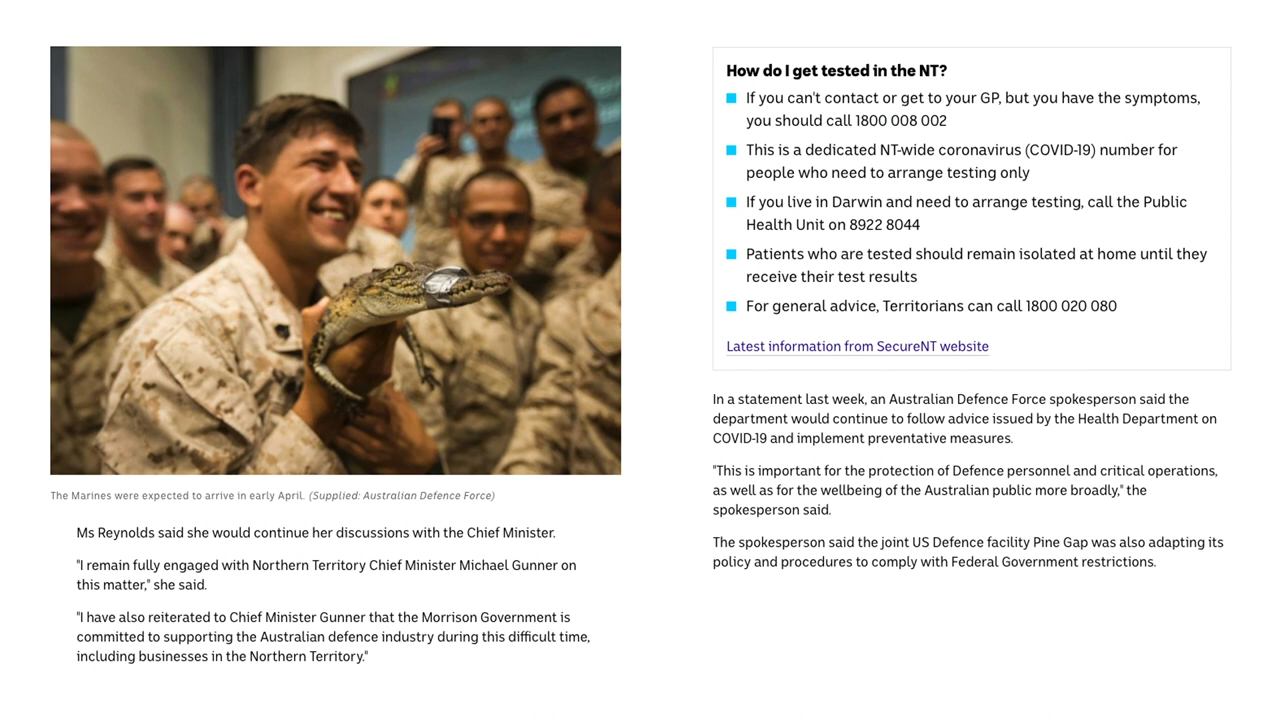 The Marines were expected to arrive in early April. (Supplied: Australian Defence Force)
Ms Reynolds said she would continue her discussions with the Chief Minister.
"I remain fully engaged with Northern Territory Chief Minister Michael Gunner on
this matter," she said.
"I have also reiterated to Chief Minister Gunner that the Morrison Government is
committed to supporting the Australian defence industry during this difficult time,
including businesses in the Northern Territory."
How do I get tested in the NT?
If you can't contact or get to your GP, but you have the symptoms,
you should call 1800 008 002
This is a dedicated NT-wide coronavirus (COVID-19) number for
people who need to arrange testing only
If you live in Darwin and need to arrange testing, call the Public
Health Unit on 8922 8044
Patients who are tested should remain isolated at home until they
receive their test results
For general advice, Territorians can call 1800 020 080
Latest information from SecureNT website
In a statement last week, an Australian Defence Force spokesperson said the
department would continue to follow advice issued by the Health Department on
COVID-19 and implement preventative measures.
"This is important for the protection of Defence personnel and critical operations,
as well as for the wellbeing of the Australian public more broadly," the
spokesperson said.
The spokesperson said the joint US Defence facility Pine Gap was also adapting its
policy and procedures to comply with Federal Government restrictions.